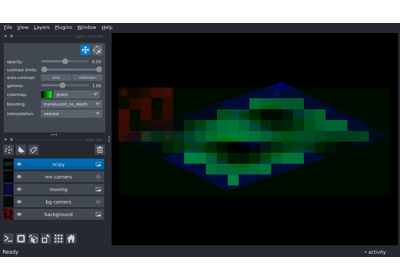 File View Layers Plugins Window Help
opacity: 0.50
contrast limits:
auto-contrast: once continuous
gamma: 1.00
colormap: green
blending: translucent_no_depth
interpolation: nearest
scipy
mv corners
moving
bg corners
background
Ready
activity